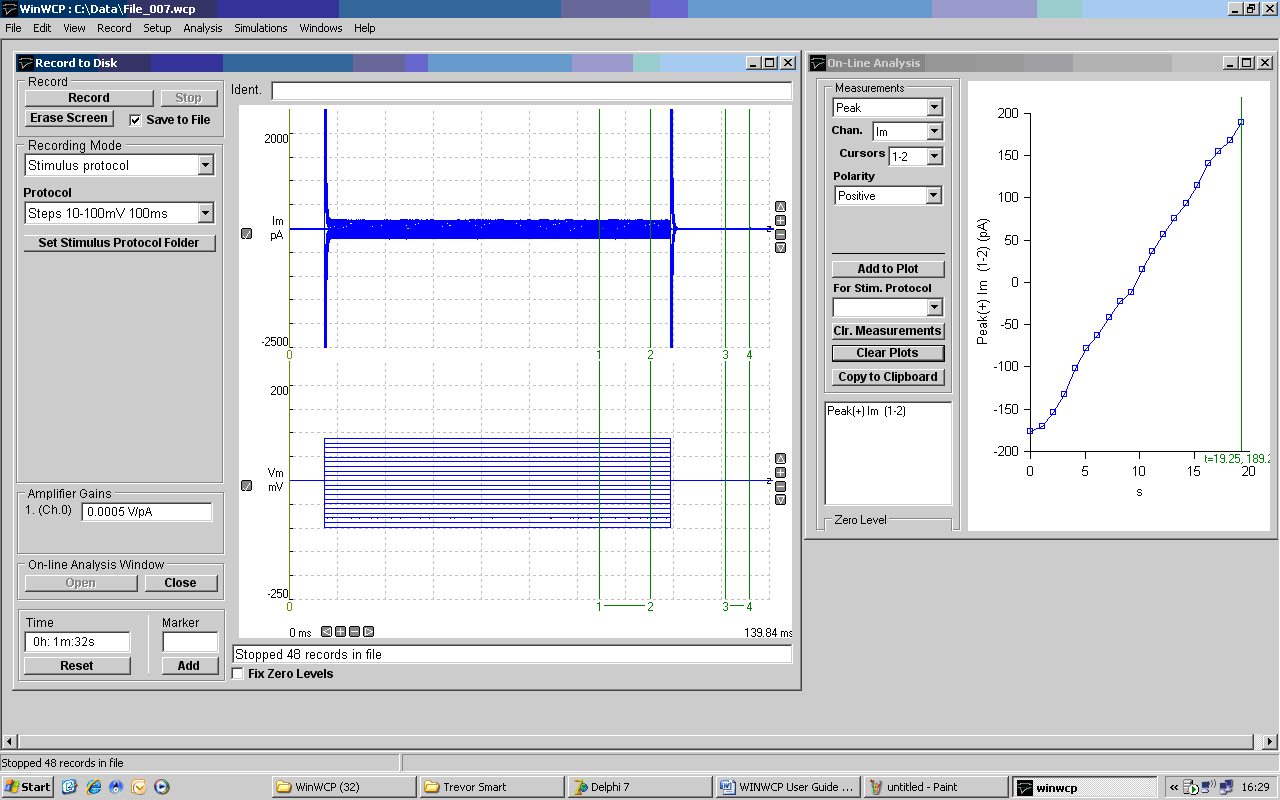 WinWCP : C:\Data\File_007.wcp
File Edit View Record Setup Analysis Simulations Windows Help
Record to Disk
Record
Record Stop
Erase Screen Save to File
Recording Mode
Stimulus protocol
Protocol
Steps 10-100mV 100ms
Set Stimulus Protocol Folder
Amplifier Gains
1. (Ch.0) 0.0005 V/pA
On-line Analysis Window
Open Close
Time Marker
0h: 1m:32s
Reset Add
Ident.
2000
Im
pA
-2500
0 1 2 3 4
200
Vm
mV
-250
0 1 2 3 4
0 ms 139.84 ms
Stopped 48 records in file
Fix Zero Levels
On-Line Analysis
Measurements
Peak
Chan. Im
Cursors 1-2
Polarity
Positive
Add to Plot
For Stim. Protocol
Clr. Measurements
Clear Plots
Copy to Clipboard
Peak(+) Im (1-2)
Zero Level
Peak(+) Im (1-2) (pA)
200
150
100
50
0
-50
-100
-150
-200
t=19.25, 189.2
0 5 10 15 20
s
Stopped 48 records in file
Start WinWCP (32) Trevor Smart Delphi 7 WINWCP User Guide ... untitled - Paint winwcp « 16:29